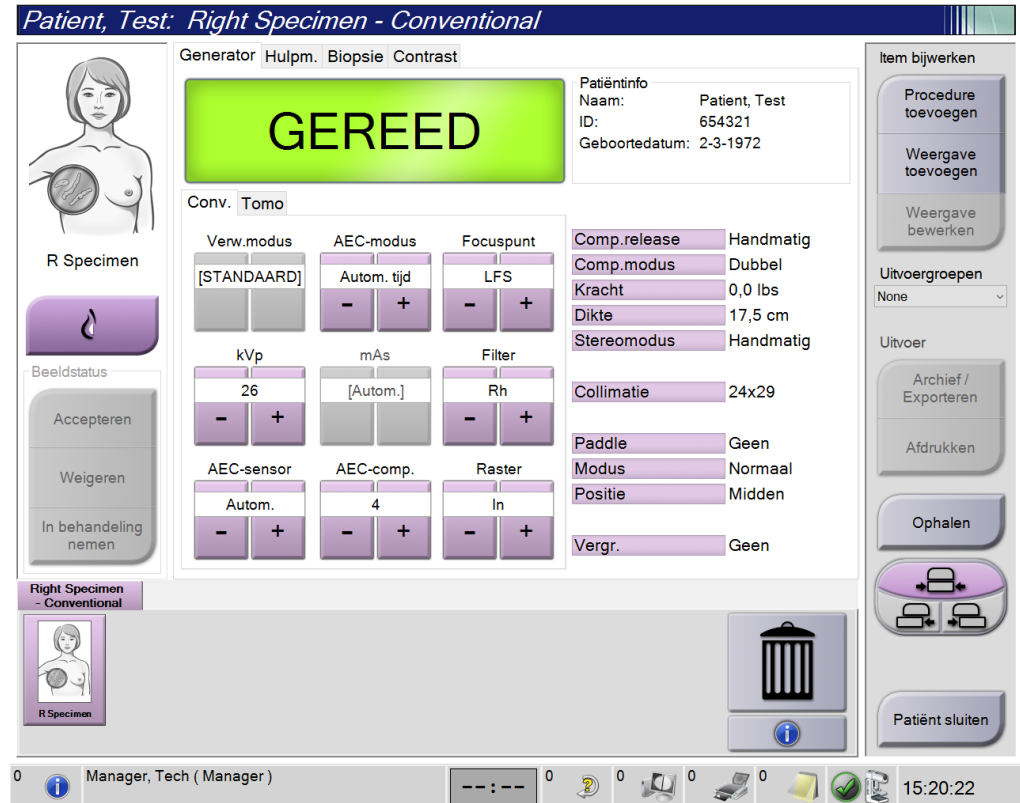 Patient, Test: Right Specimen - Conventional
R Specimen
Beeldstatus
Accepteren
Weigeren
In behandeling
nemen
Generator Hulpm. Biopsie Contrast
GEREED
Patiëntinfo
Naam: Patient, Test
ID: 654321
Geboortedatum: 2-3-1972
Conv. Tomo
Verw.modus AEC-modus Focuspunt
[STANDAARD] Autom. tijd LFS
- + - +
kVp mAs Filter
26 [Autom.] Rh
- + - +
AEC-sensor AEC-comp. Raster
Autom. 4 In
- + - + - +
Comp.release Handmatig
Comp.modus Dubbel
Kracht 0,0 lbs
Dikte 17,5 cm
Stereomodus Handmatig
Collimatie 24x29
Paddle Geen
Modus Normaal
Positie Midden
Vergr. Geen
Item bijwerken
Procedure
toevoegen
Weergave
toevoegen
Weergave
bewerken
Uitvoergroepen
None
Uitvoer
Archief /
Exporteren
Afdrukken
Ophalen
Patiënt sluiten
Right Specimen
- Conventional
R Specimen
i
0 i Manager, Tech ( Manager ) --:-- 0 ? 0 0 0 15:20:22